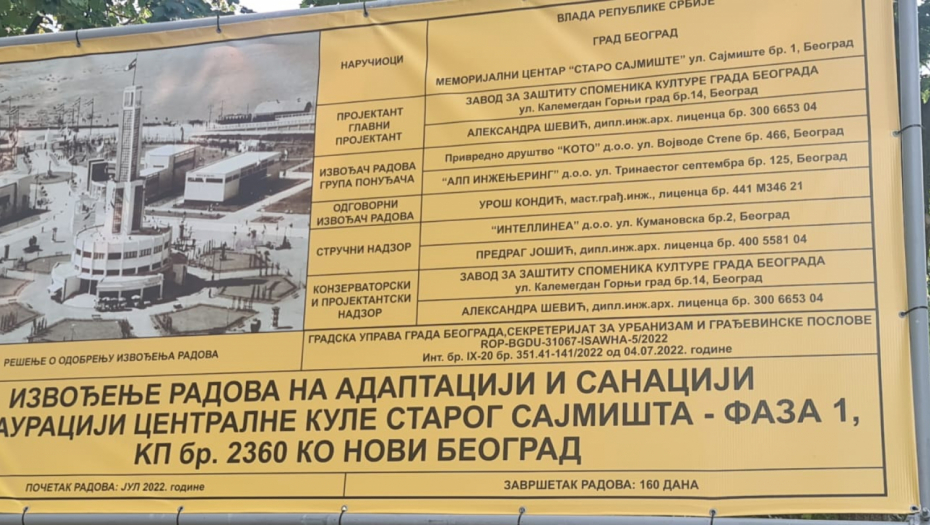 НАРУЧИОЦИ
ВЛАДА РЕПУБЛИКЕ СРБИЈЕ
ГРАД БЕОГРАД
МЕМОРИЈАЛНИ ЦЕНТАР “СТАРО САЈМИШТЕ” ул. Сајмиште бр. 1, Београд
ПРОЈЕКТАНТ
ГЛАВНИ
ПРОЈЕКТАНТ
ЗАВОД ЗА ЗАШТИТУ СПОМЕНИКА КУЛТУРЕ ГРАДА БЕОГРАДА
ул. Калемегдан Горњи град бр.14, Београд
АЛЕКСАНДРА ШЕВИЋ, дипл.инж.арх. лиценца бр. 300 6653 04
ИЗВОЂАЧ РАДОВА
ГРУПА ПОНУЂАЧА
Привредно друштво “КОТО” д.о.о. ул. Војводе Степе бр. 466, Београд
“АЛП ИНЖЕЊЕРИНГ” д.о.о. ул. Тринаестог септембра бр. 125, Београд
ОДГОВОРНИ
ИЗВОЂАЧ РАДОВА
УРОШ КОНДИЋ, маст.грађ.инж., лиценца бр. 441 М346 21
СТРУЧНИ НАДЗОР
“ИНТЕЛЛИНЕА” д.о.о. ул. Кумановска бр.2, Београд
ПРЕДРАГ ЈОШИЋ, дипл.инж.арх. лиценца бр. 400 5581 04
КОНЗЕРВАТОРСКИ
И ПРОЈЕКТАНТСКИ
НАДЗОР
ЗАВОД ЗА ЗАШТИТУ СПОМЕНИКА КУЛТУРЕ ГРАДА БЕОГРАДА
ул. Калемегдан Горњи град бр.14, Београд
АЛЕКСАНДРА ШЕВИЋ, дипл.инж.арх. лиценца бр. 300 6653 04
РЕШЕЊЕ О ОДОБРЕЊУ ИЗВОЂЕЊА РАДОВА
ГРАДСКА УПРАВА ГРАДА БЕОГРАДА,СЕКРЕТЕРИЈАТ ЗА УРБАНИЗАМ И ГРАЂЕВИНСКЕ ПОСЛОВЕ
ROP-BGDU-31067-ISAWHA-5/2022
Инт. бр. IX-20 бр. 351.41-141/2022 од 04.07.2022. године
ИЗВОЂЕЊЕ РАДОВА НА АДАПТАЦИЈИ И САНАЦИЈИ
АУРАЦИЈИ ЦЕНТРАЛНЕ КУЛЕ СТАРОГ САЈМИШТА - ФАЗА 1,
КП бр. 2360 КО НОВИ БЕОГРАД
ПОЧЕТАК РАДОВА: ЈУЛ 2022. године
ЗАВРШЕТАК РАДОВА: 160 ДАНА